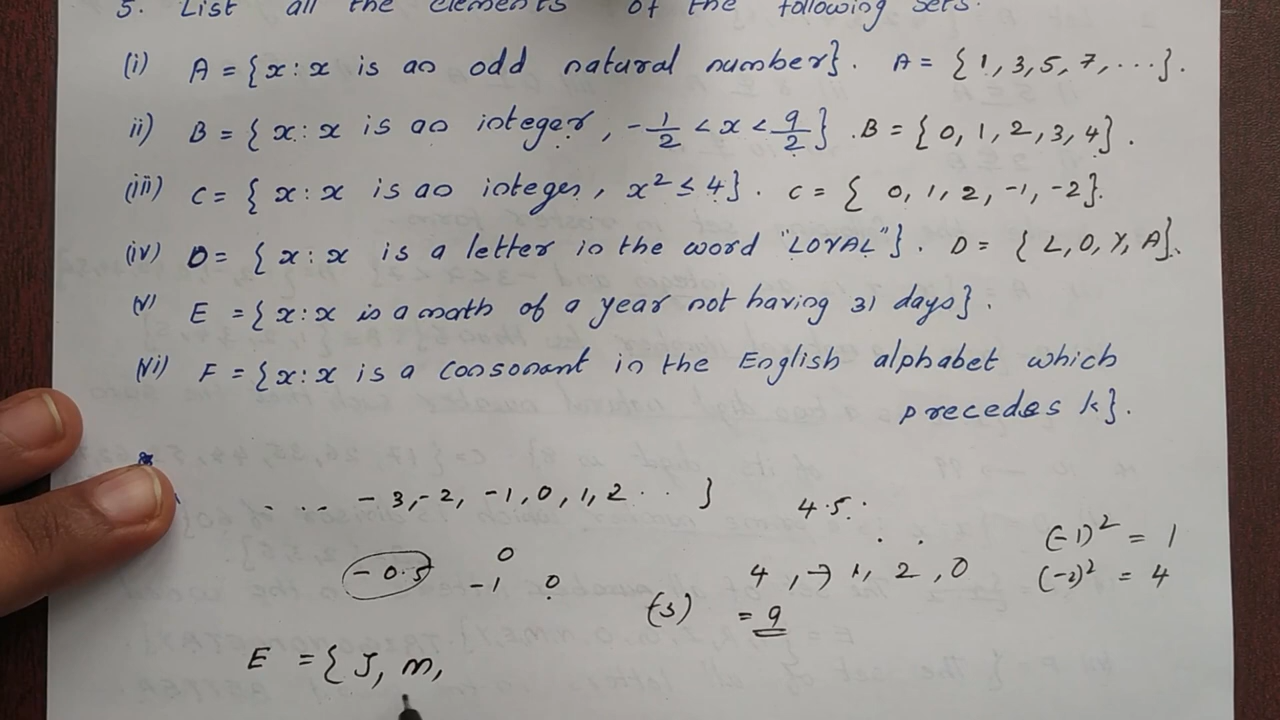 5. List all the elements of the following sets.
(i) A = {x : x is an odd natural number}. A = {1, 3, 5, 7, ...}.
ii) B = {x : x is an integer, -1/2 < x < 9/2}. B = {0, 1, 2, 3, 4}.
(iii) C = {x : x is an integer, x² ≤ 4}. C = {0, 1, 2, -1, -2}.
(iv) D = {x : x is a letter in the word "LOYAL"}. D = {L, O, Y, A}.
(v) E = {x : x is a moth of a year not having 31 days}.
(vi) F = {x : x is a consonant in the English alphabet which
precedes k}.
. .. -3, -2, -1, 0, 1, 2 .. } 4.5.
(-1)² = 1
-0.5 0 -1 0 4, → 1, 2, 0 (-2)² = 4
(3) = 9
E = {J, m,